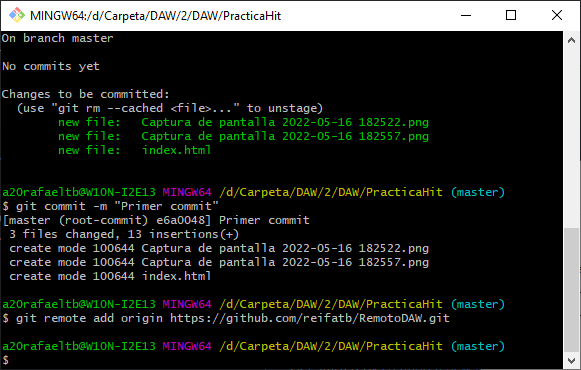 MINGW64:/d/Carpeta/DAW/2/DAW/PracticaHit
On branch master
No commits yet
Changes to be committed:
  (use "git rm --cached <file>..." to unstage)
        new file:   Captura de pantalla 2022-05-16 182522.png
        new file:   Captura de pantalla 2022-05-16 182557.png
        new file:   index.html
a20rafaeltb@W10N-I2E13 MINGW64 /d/Carpeta/DAW/2/DAW/PracticaHit (master)
$ git commit -m "Primer commit"
[master (root-commit) e6a0048] Primer commit
 3 files changed, 13 insertions(+)
 create mode 100644 Captura de pantalla 2022-05-16 182522.png
 create mode 100644 Captura de pantalla 2022-05-16 182557.png
 create mode 100644 index.html
a20rafaeltb@W10N-I2E13 MINGW64 /d/Carpeta/DAW/2/DAW/PracticaHit (master)
$ git remote add origin https://github.com/reifatb/RemotoDAW.git
a20rafaeltb@W10N-I2E13 MINGW64 /d/Carpeta/DAW/2/DAW/PracticaHit (master)
$